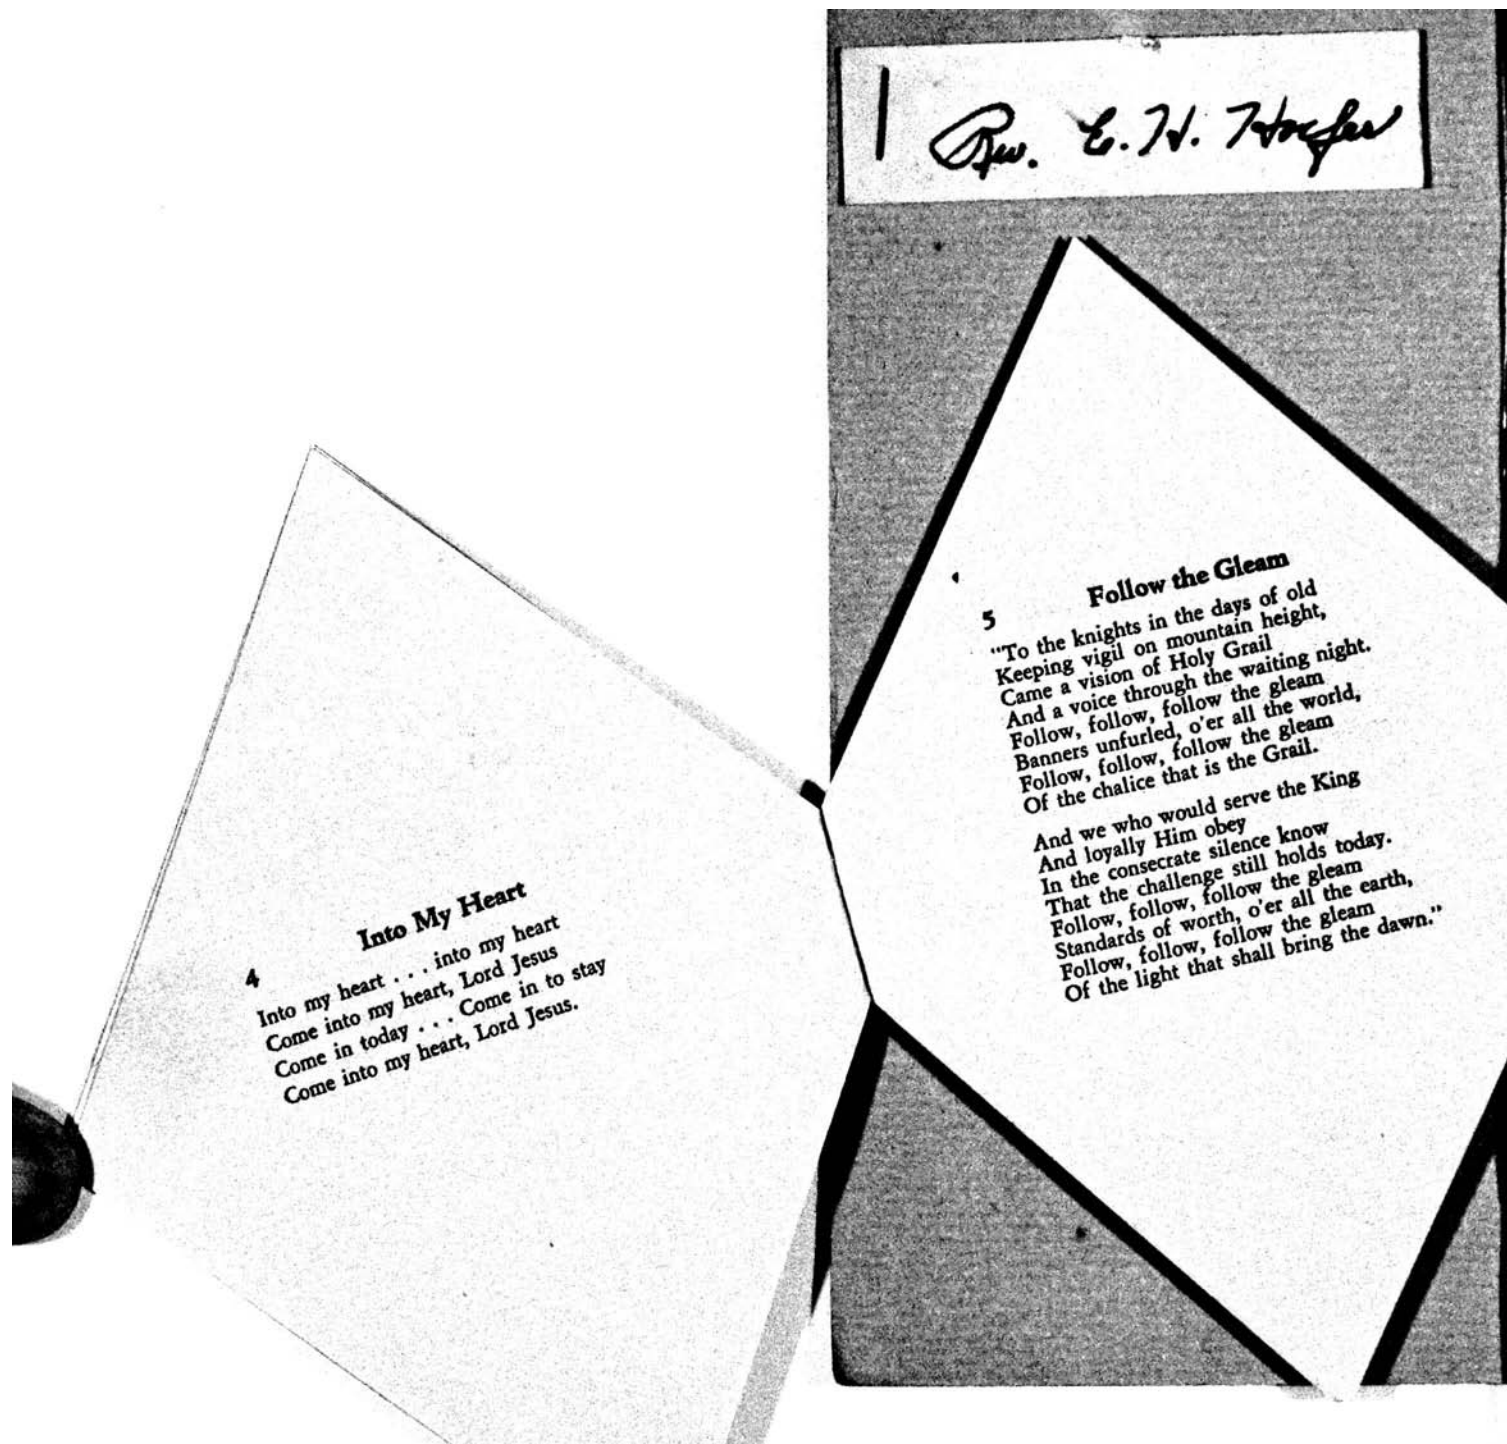 Rev. E. H. Hoefer
Into My Heart
4
Into my heart . . . into my heart
Come into my heart, Lord Jesus
Come in today . . . Come in to stay
Come into my heart, Lord Jesus.
Follow the Gleam
5
"To the knights in the days of old
Keeping vigil on mountain height,
Came a vision of Holy Grail
And a voice through the waiting night.
Follow, follow, follow the gleam
Banners unfurled, o'er all the world,
Follow, follow, follow the gleam
Of the chalice that is the Grail.
And we who would serve the King
And loyally Him obey
In the consecrate silence know
That the challenge still holds today.
Follow, follow, follow the gleam
Standards of worth, o'er all the earth,
Follow, follow, follow the gleam
Of the light that shall bring the dawn."